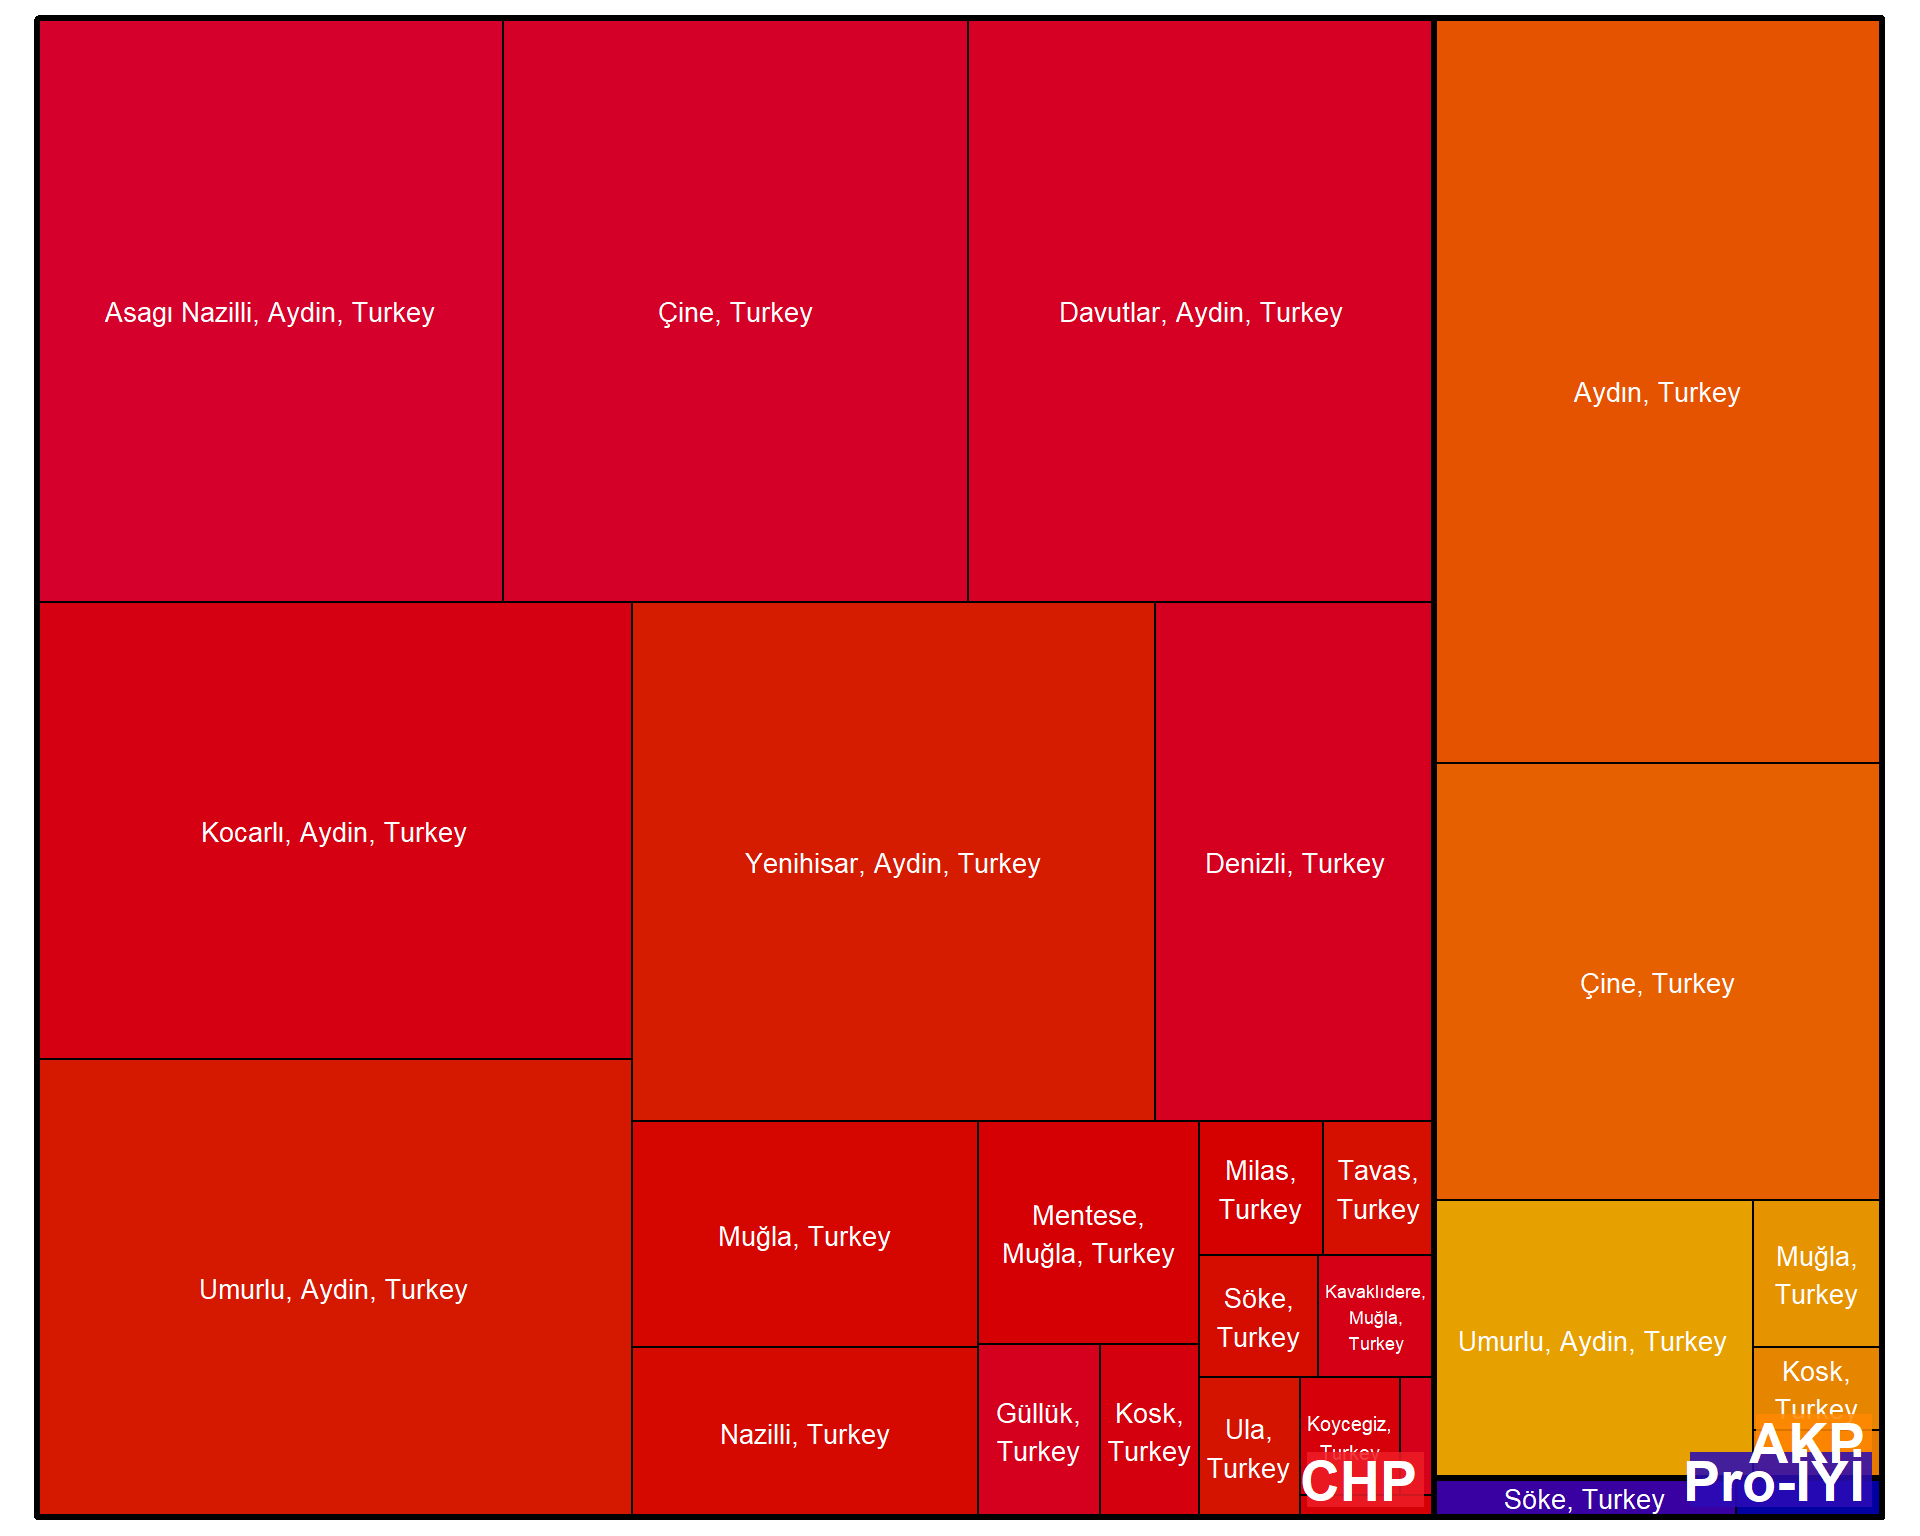 Asagı Nazilli, Aydin, Turkey
Çine, Turkey
Davutlar, Aydin, Turkey
Aydın, Turkey
Kocarlı, Aydin, Turkey
Yenihisar, Aydin, Turkey
Denizli, Turkey
Çine, Turkey
Umurlu, Aydin, Turkey
Muğla, Turkey
Nazilli, Turkey
Mentese,
Muğla, Turkey
Güllük,
Turkey
Kosk,
Turkey
Milas,
Turkey
Tavas,
Turkey
Söke,
Turkey
Kavaklıdere,
Muğla,
Turkey
Ula,
Turkey
Koycegiz,
Turkey
CHP
Umurlu, Aydin, Turkey
Muğla,
Turkey
Kosk,
Turkey
AKP
Söke, Turkey
Pro-İYİ